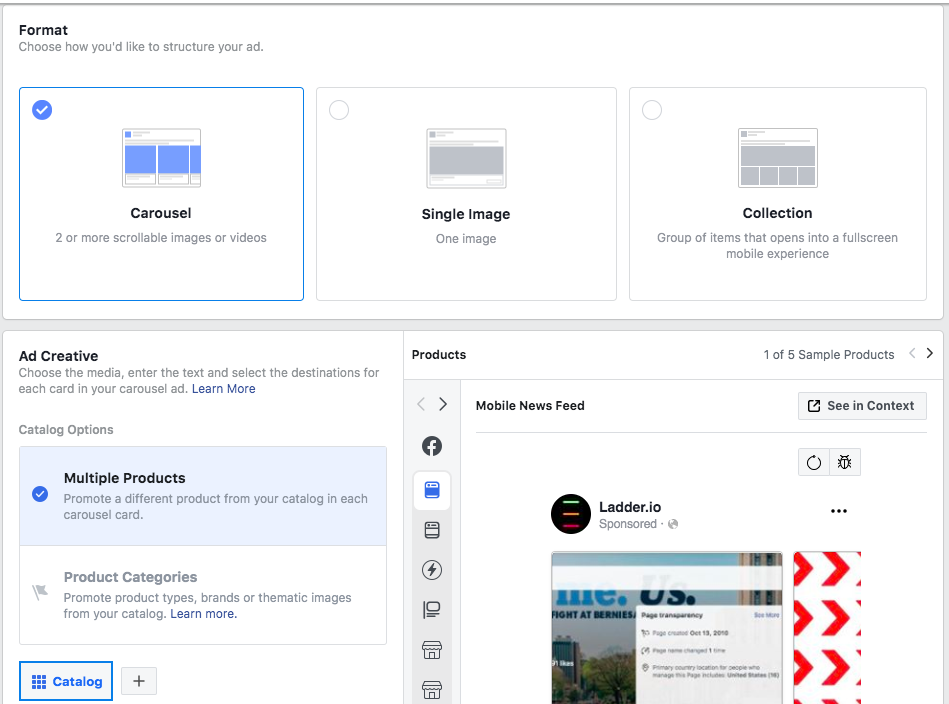 Format
Choose how you'd like to structure your ad.
Carousel
2 or more scrollable images or videos
Single Image
One image
Collection
Group of items that opens into a fullscreen
mobile experience
Ad Creative
Choose the media, enter the text and select the destinations for
each card in your carousel ad. Learn More
Catalog Options
Multiple Products
Promote a different product from your catalog in each
carousel card.
Product Categories
Promote product types, brands or thematic images
from your catalog. Learn more.
Catalog
+
Products
1 of 5 Sample Products
Mobile News Feed
See in Context
Ladder.io
Sponsored ·
me. Us.
FIGHT AT BERNIES
91 likes
Page transparency
See More
Page created Oct 13, 2010
Page name changed 1 time
Primary country location for people who
manage this Page includes: United States (16)